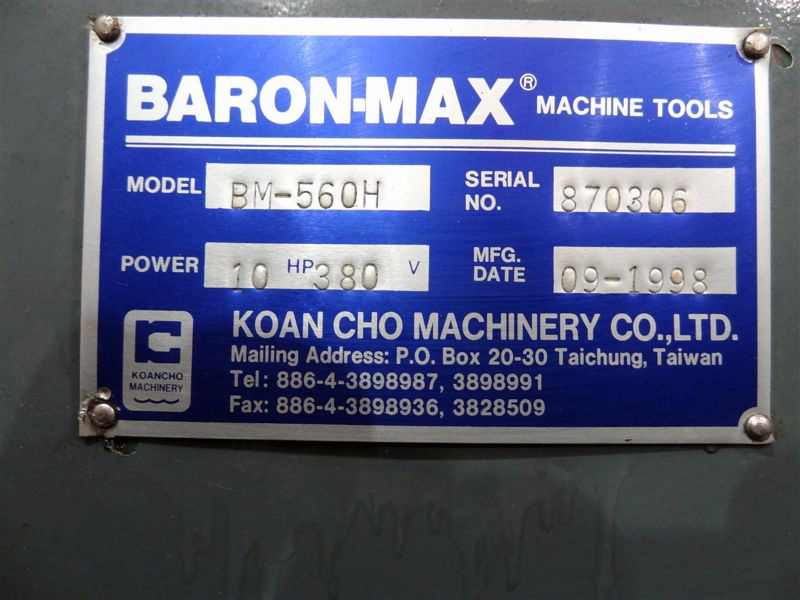 BARON-MAX® MACHINE TOOLS
MODEL BM-560H SERIAL NO. 870306
POWER 10 HP 380 V MFG. DATE 09-1998
KOANCHO
MACHINERY
KOAN CHO MACHINERY CO.,LTD.
Mailing Address: P.O. Box 20-30 Taichung, Taiwan
Tel: 886-4-3898987, 3898991
Fax: 886-4-3898936, 3828509